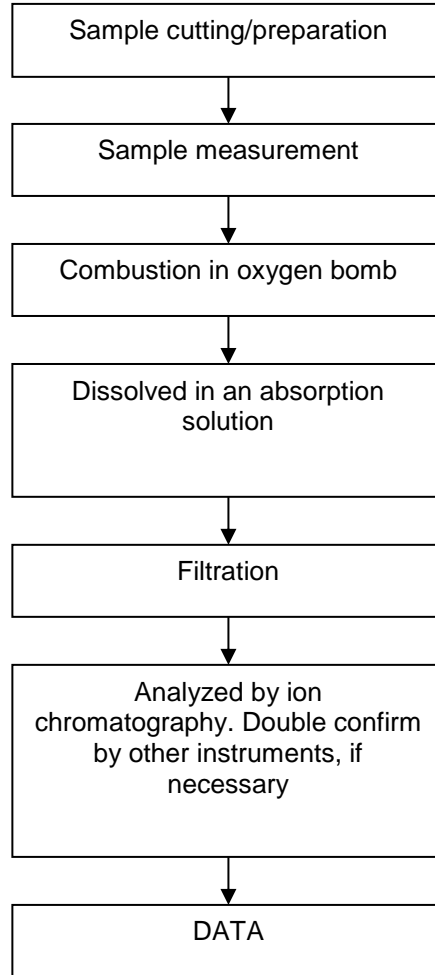 Sample cutting/preparation
Sample measurement
Combustion in oxygen bomb
Dissolved in an absorption
solution
Filtration
Analyzed by ion
chromatography. Double confirm
by other instruments, if
necessary
DATA